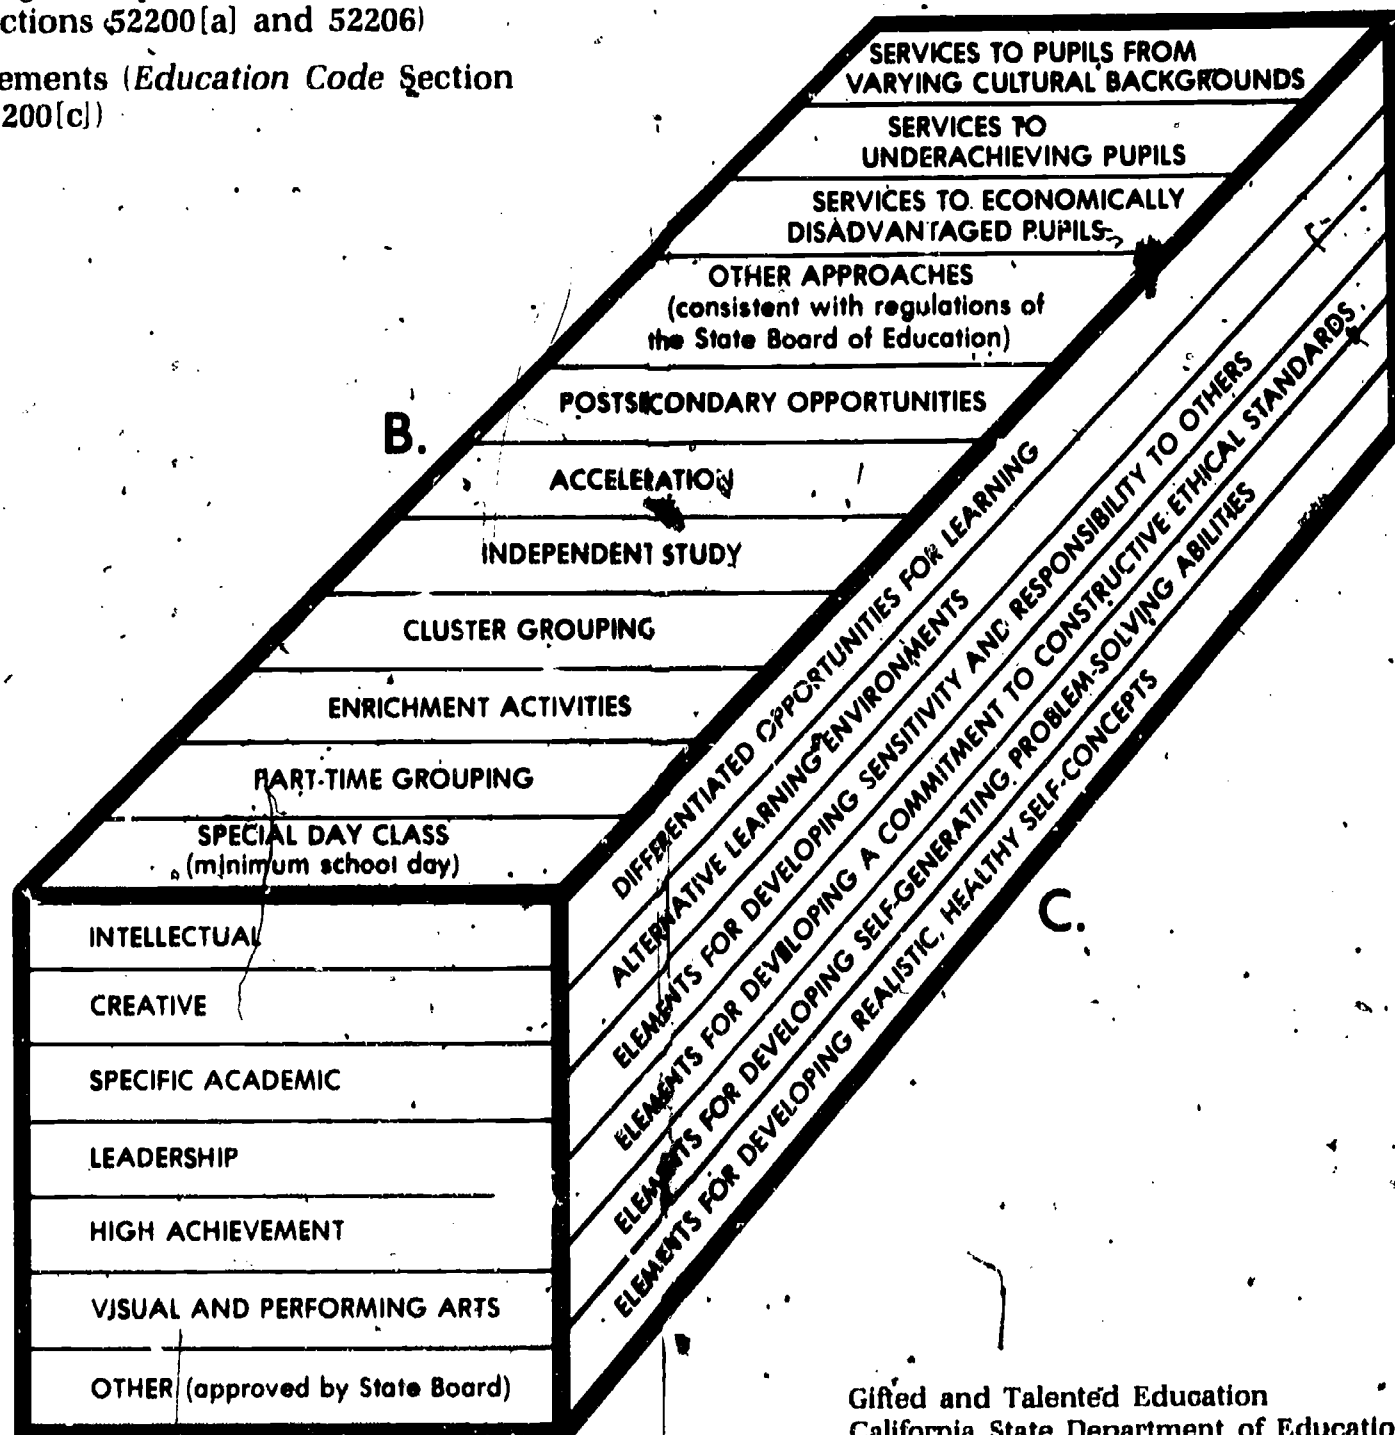 ctions 52200[a] and 52206)
ements (Education Code Section
200[c])
SERVICES TO PUPILS FROM
VARYING CULTURAL BACKGROUNDS
SERVICES TO
UNDERACHIEVING PUPILS
SERVICES TO ECONOMICALLY
DISADVANTAGED PUPILS
OTHER APPROACHES
(consistent with regulations of
the State Board of Education)
POSTSECONDARY OPPORTUNITIES
B.
ACCELERATION
INDEPENDENT STUDY
CLUSTER GROUPING
ENRICHMENT ACTIVITIES
PART-TIME GROUPING
SPECIAL DAY CLASS
(minimum school day)
DIFFERENTIATED OPPORTUNITIES FOR LEARNING
ALTERNATIVE LEARNING ENVIRONMENTS
ELEMENTS FOR DEVELOPING SENSITIVITY AND RESPONSIBILITY TO OTHERS
ELEMENTS FOR DEVELOPING A COMMITMENT TO CONSTRUCTIVE ETHICAL STANDARDS
ELEMENTS FOR DEVELOPING SELF-GENERATING PROBLEM-SOLVING ABILITIES
ELEMENTS FOR DEVELOPING REALISTIC, HEALTHY SELF-CONCEPTS
C.
INTELLECTUAL
CREATIVE
SPECIFIC ACADEMIC
LEADERSHIP
HIGH ACHIEVEMENT
VISUAL AND PERFORMING ARTS
OTHER (approved by State Board)
Gifted and Talented Education
California State Department of Educatio